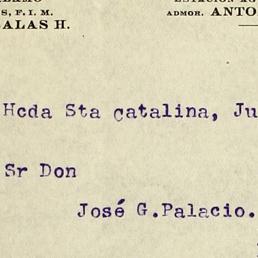 S, F. I. M.
ALAS H.
ADMOR. ANTO
Hcda Sta catalina, Ju
Sr Don
José G.Palacio.